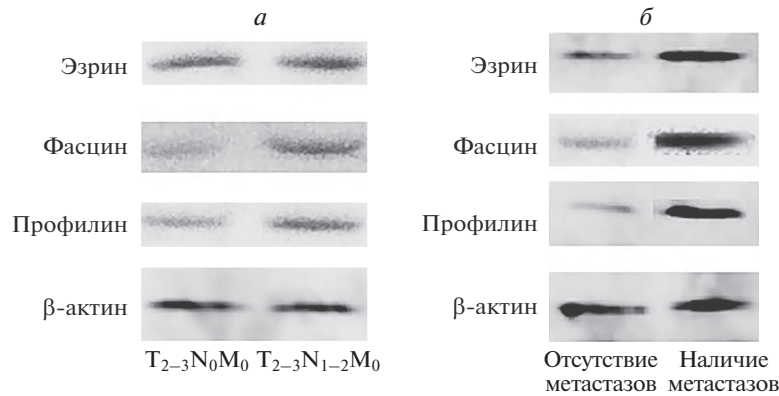 а
Эзрин
Фасцин
Профилин
β-актин
T₂₋₃N₀M₀ T₂₋₃N₁₋₂M₀
б
Эзрин
Фасцин
Профилин
β-актин
Отсутствие метастазов
Наличие метастазов